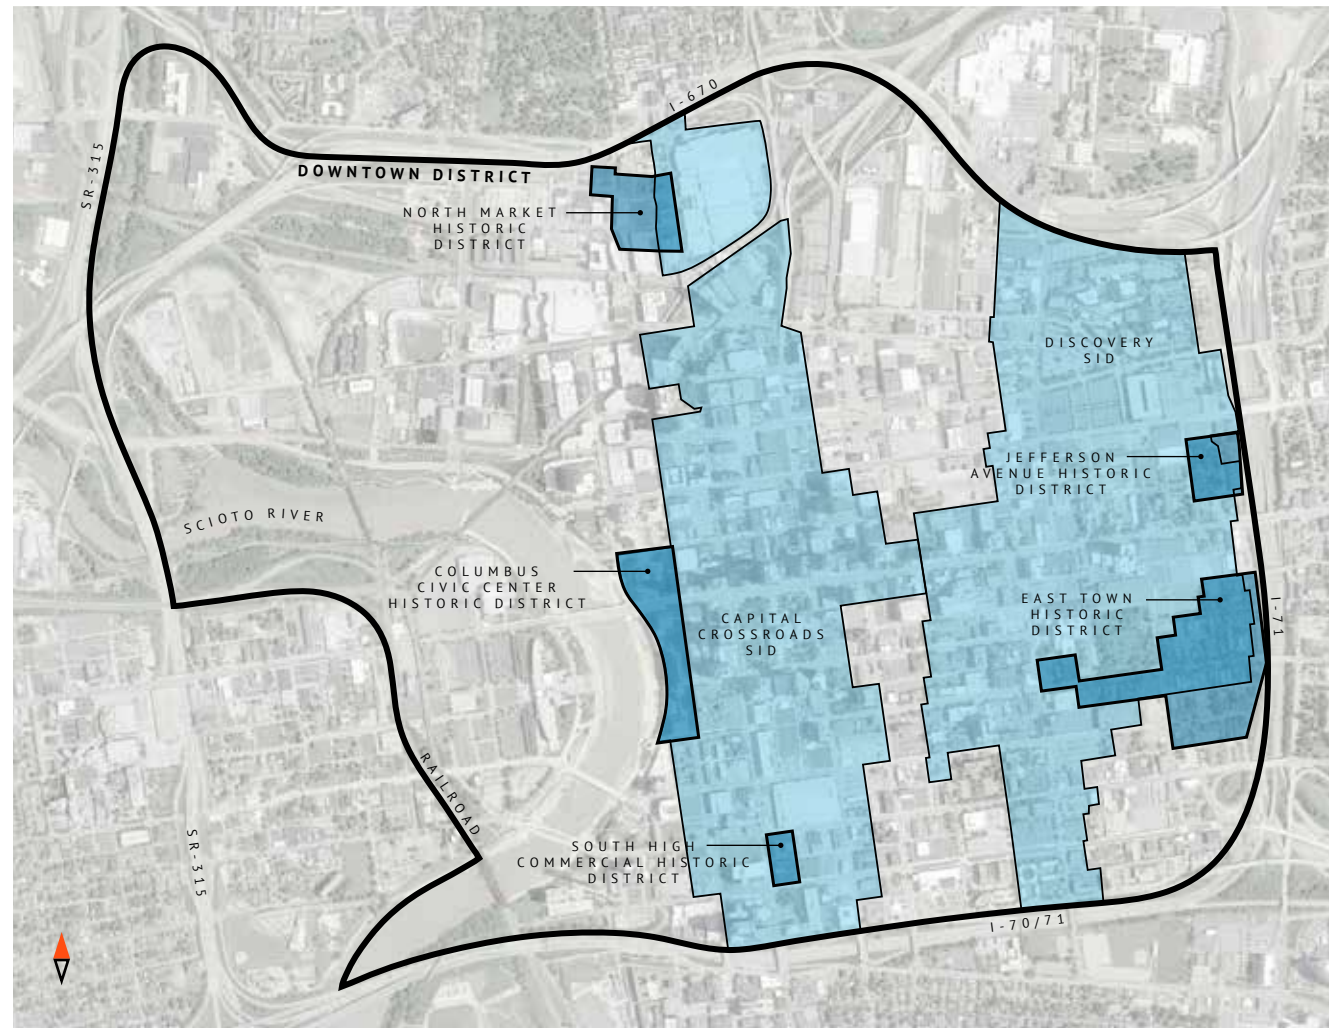 I-670
SR-315
DOWNTOWN DISTRICT
NORTH MARKET
HISTORIC
DISTRICT
DISCOVERY
SID
JEFFERSON
AVENUE HISTORIC
DISTRICT
SCIOTO RIVER
COLUMBUS
CIVIC CENTER
HISTORIC DISTRICT
CAPITAL
CROSSROADS
SID
EAST TOWN
HISTORIC
DISTRICT
I-71
RAILROAD
SR-315
SOUTH HIGH
COMMERCIAL HISTORIC
DISTRICT
I-70/71